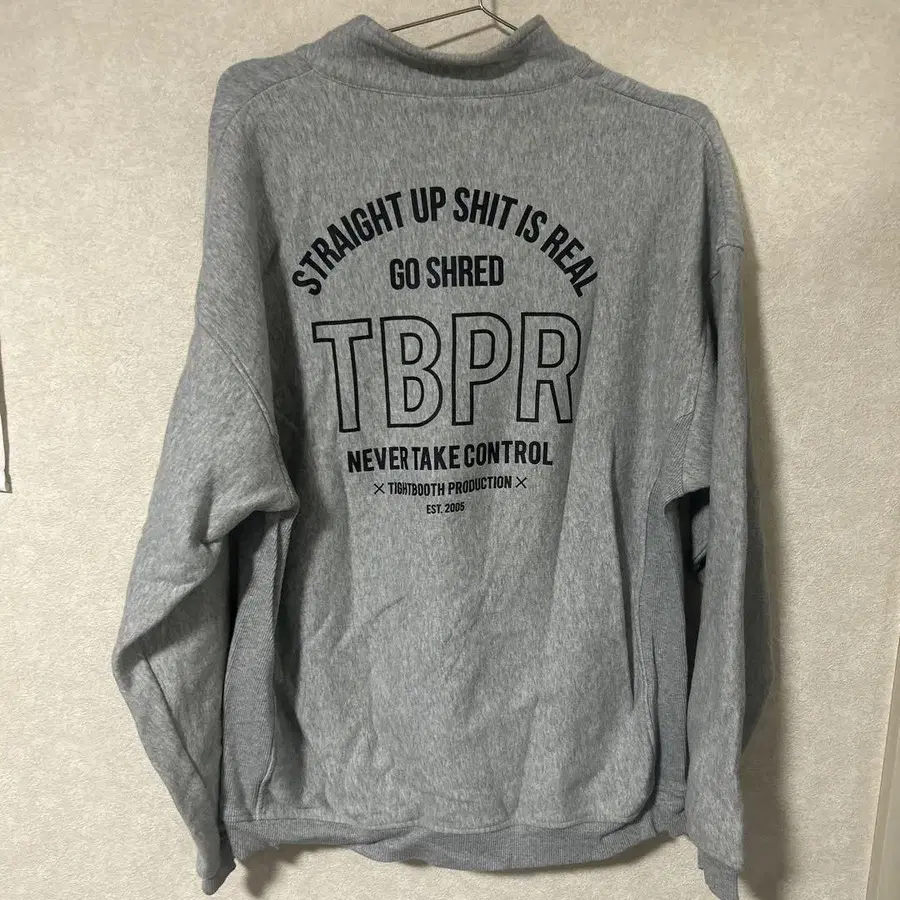 STRAIGHT UP SHIT IS REAL
GO SHRED
TBPR
NEVER TAKE CONTROL
× TIGHTBOOTH PRODUCTION ×
EST. 2005